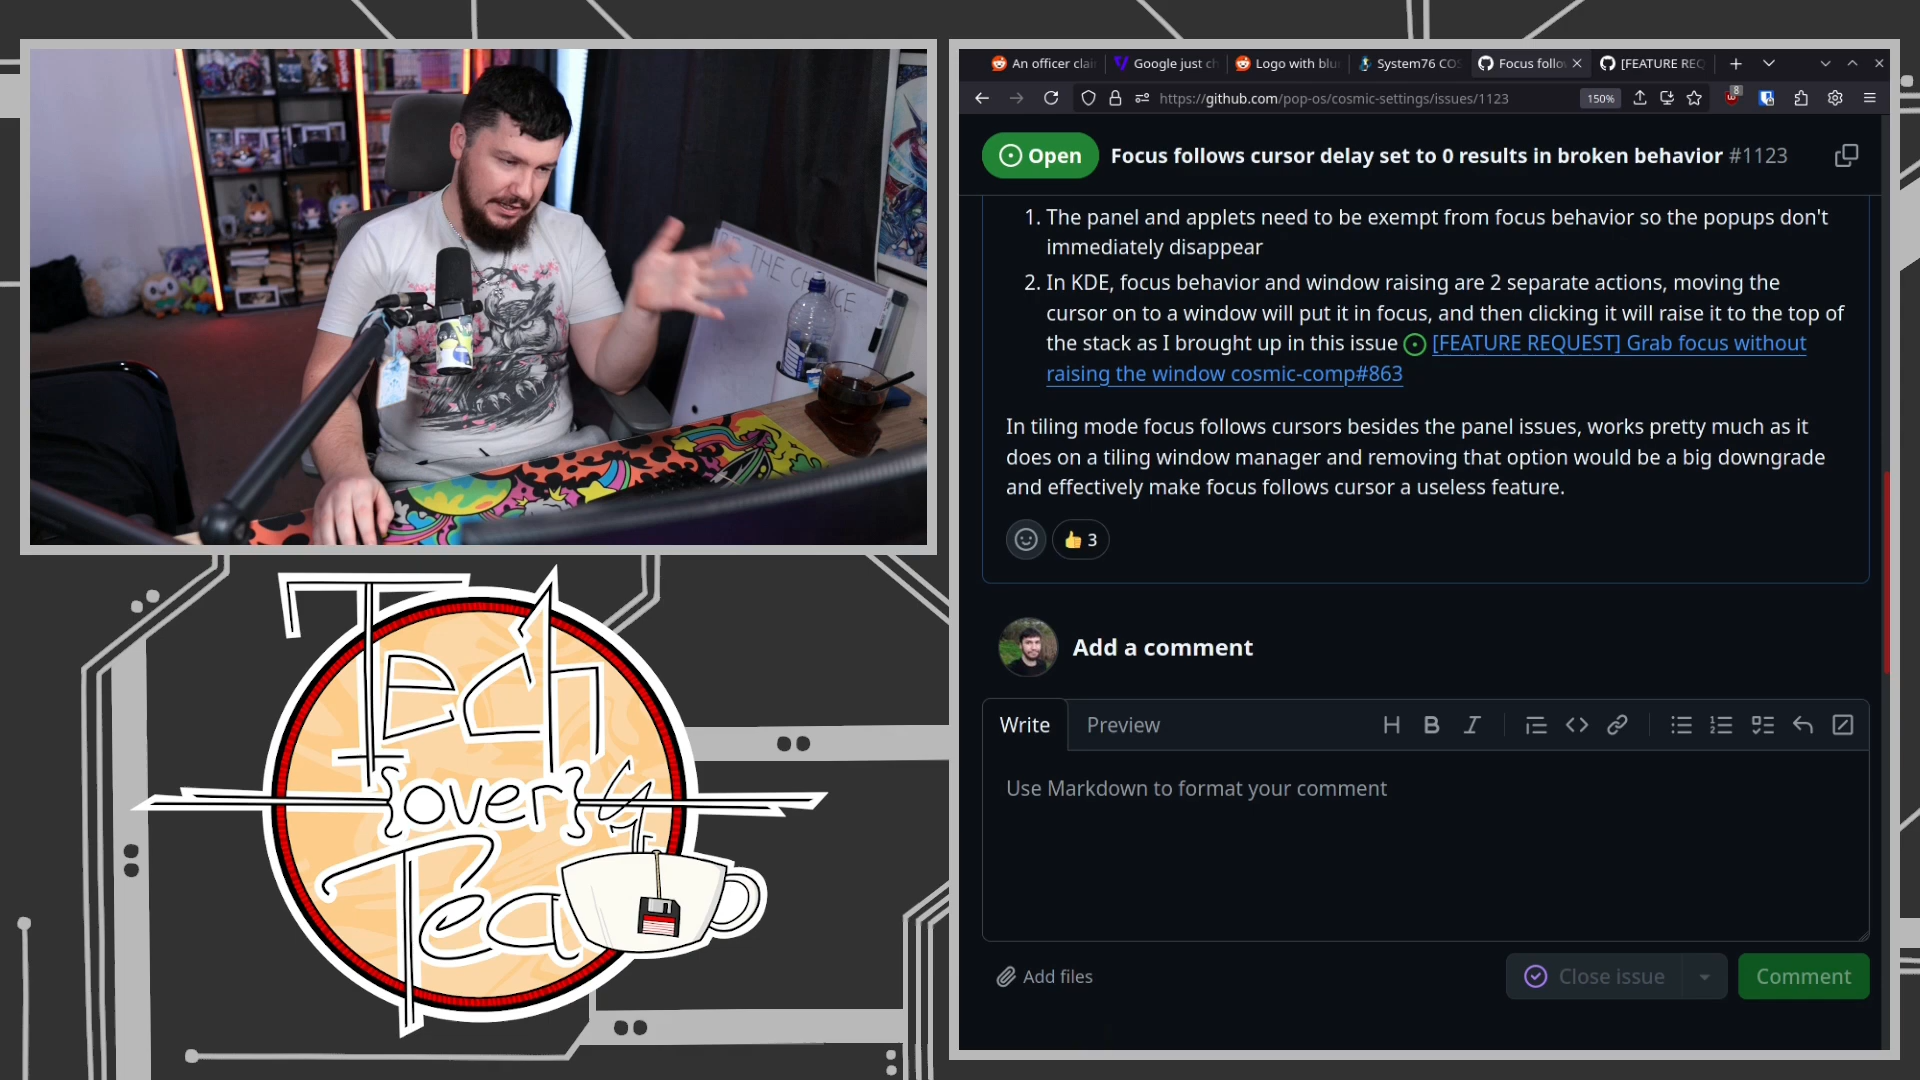 An officer clai
Google just ch
Logo with blur
System76 COS
Focus follo
[FEATURE REQ
https://github.com/pop-os/cosmic-settings/issues/1123
150%
8
Open
Focus follows cursor delay set to 0 results in broken behavior #1123
1. The panel and applets need to be exempt from focus behavior so the popups don't
immediately disappear
2. In KDE, focus behavior and window raising are 2 separate actions, moving the
cursor on to a window will put it in focus, and then clicking it will raise it to the top of
the stack as I brought up in this issue [FEATURE REQUEST] Grab focus without
raising the window cosmic-comp#863
In tiling mode focus follows cursors besides the panel issues, works pretty much as it
does on a tiling window manager and removing that option would be a big downgrade
and effectively make focus follows cursor a useless feature.
👍 3
Add a comment
Write
Preview
Use Markdown to format your comment
Add files
Close issue
Comment
THE CHANCE
Tech
{over}
Tea